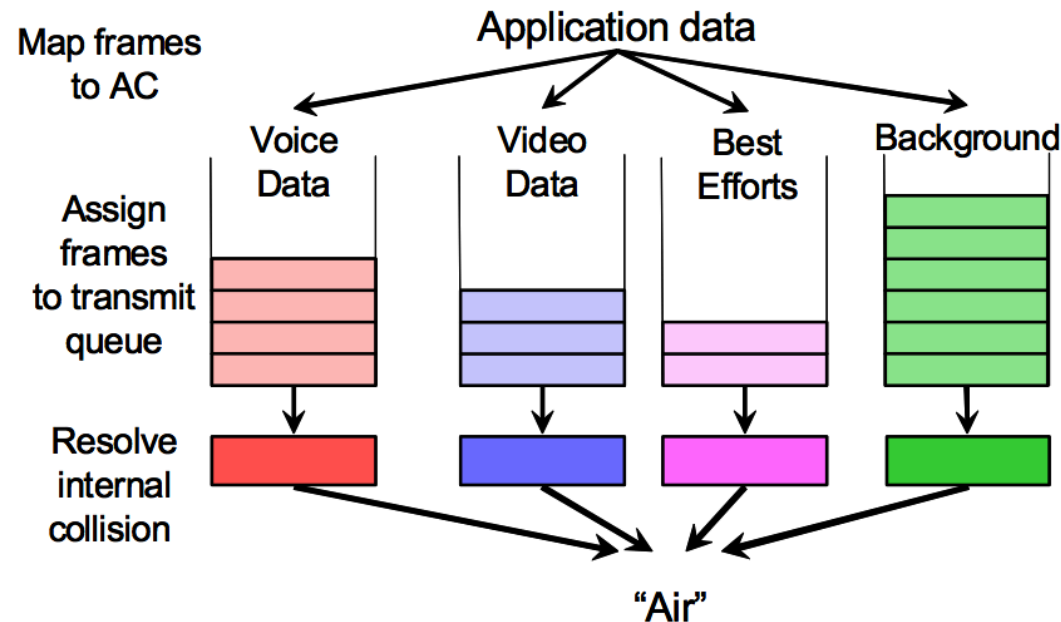 Application data
Map frames
to AC
Voice
Data
Video
Data
Best
Efforts
Background
Assign
frames
to transmit
queue
Resolve
internal
collision
“Air”